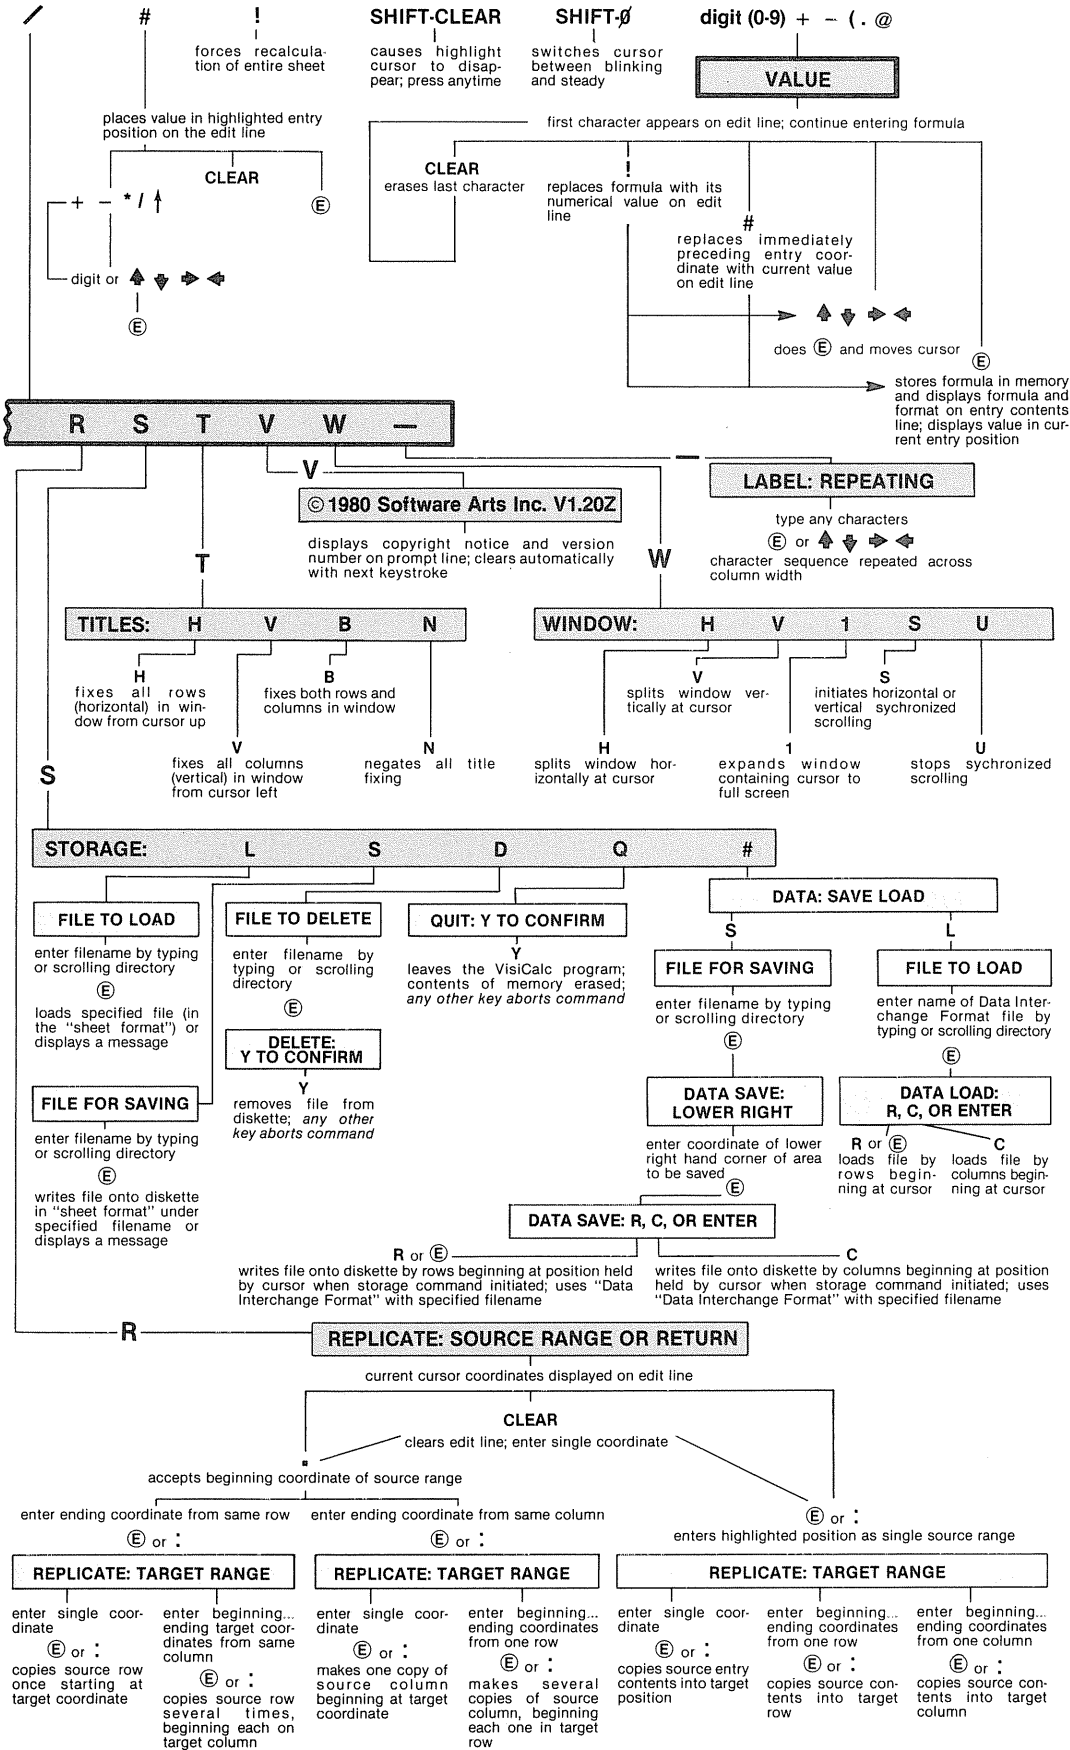 / # ! SHIFT-CLEAR SHIFT-Ø digit (0-9) + − ( . @
forces recalcula-
tion of entire sheet
causes highlight
cursor to disap-
pear; press anytime
switches cursor
between blinking
and steady
VALUE
places value in highlighted entry
position on the edit line
CLEAR
Ⓔ
+ − * / ↑
digit or ↑ ↓ → ←
Ⓔ
first character appears on edit line; continue entering formula
CLEAR
erases last character
!
replaces formula with its
numerical value on edit
line
#
replaces immediately
preceding entry coor-
dinate with current value
on edit line
↑ ↓ → ←
does Ⓔ and moves cursor
Ⓔ
stores formula in memory
and displays formula and
format on entry contents
line; displays value in cur-
rent entry position
R S T V W —
V
©1980 Software Arts Inc. V1.20Z
displays copyright notice and version
number on prompt line; clears automatically
with next keystroke
—
LABEL: REPEATING
type any characters
Ⓔ or ↑ ↓ → ←
character sequence repeated across
column width
T
W
TITLES: H V B N
H
fixes all rows
(horizontal) in win-
dow from cursor up
B
fixes both rows and
columns in window
V
fixes all columns
(vertical) in window
from cursor left
N
negates all title
fixing
WINDOW: H V 1 S U
V
splits window ver-
tically at cursor
S
initiates horizontal or
vertical sychronized
scrolling
H
splits window hor-
izontally at cursor
1
expands window
containing cursor to
full screen
U
stops sychronized
scrolling
S
STORAGE: L S D Q #
FILE TO LOAD
enter filename by typing
or scrolling directory
Ⓔ
loads specified file (in
the "sheet format") or
displays a message
FILE FOR SAVING
enter filename by typing
or scrolling directory
Ⓔ
writes file onto diskette
in "sheet format" under
specified filename or
displays a message
FILE TO DELETE
enter filename by
typing or scrolling
directory
Ⓔ
DELETE:
Y TO CONFIRM
Y
removes file from
diskette; any other
key aborts command
QUIT: Y TO CONFIRM
Y
leaves the VisiCalc program;
contents of memory erased;
any other key aborts command
DATA: SAVE LOAD
S
FILE FOR SAVING
enter filename by typing
or scrolling directory
Ⓔ
DATA SAVE:
LOWER RIGHT
enter coordinate of lower
right hand corner of area
to be saved
Ⓔ
L
FILE TO LOAD
enter name of Data Inter-
change Format file by
typing or scrolling directory
Ⓔ
DATA LOAD:
R, C, OR ENTER
R or Ⓔ
loads file by
rows begin-
ning at cursor
C
loads file by
columns begin-
ning at cursor
DATA SAVE: R, C, OR ENTER
R or Ⓔ
writes file onto diskette by rows beginning at position held
by cursor when storage command initiated; uses "Data
Interchange Format" with specified filename
C
writes file onto diskette by columns beginning at position
held by cursor when storage command initiated; uses
"Data Interchange Format" with specified filename
R
REPLICATE: SOURCE RANGE OR RETURN
current cursor coordinates displayed on edit line
CLEAR
clears edit line; enter single coordinate
.
accepts beginning coordinate of source range
enter ending coordinate from same row
Ⓔ or :
enter ending coordinate from same column
Ⓔ or :
Ⓔ or :
enters highlighted position as single source range
REPLICATE: TARGET RANGE
enter single coor-
dinate
Ⓔ or :
copies source row
once starting at
target coordinate
enter beginning...
ending target coor-
dinates from same
column
Ⓔ or :
copies source row
several times,
beginning each on
target column
REPLICATE: TARGET RANGE
enter single coor-
dinate
Ⓔ or :
makes one copy of
source column
beginning at target
coordinate
enter beginning...
ending coordinates
from one row
Ⓔ or :
makes several
copies of source
column, beginning
each one in target
row
REPLICATE: TARGET RANGE
enter single coor-
dinate
Ⓔ or :
copies source entry
contents into target
position
enter beginning...
ending coordinates
from one row
Ⓔ or :
copies source con-
tents into target
row
enter beginning...
ending coordinates
from one column
Ⓔ or :
copies source con-
tents into target
column